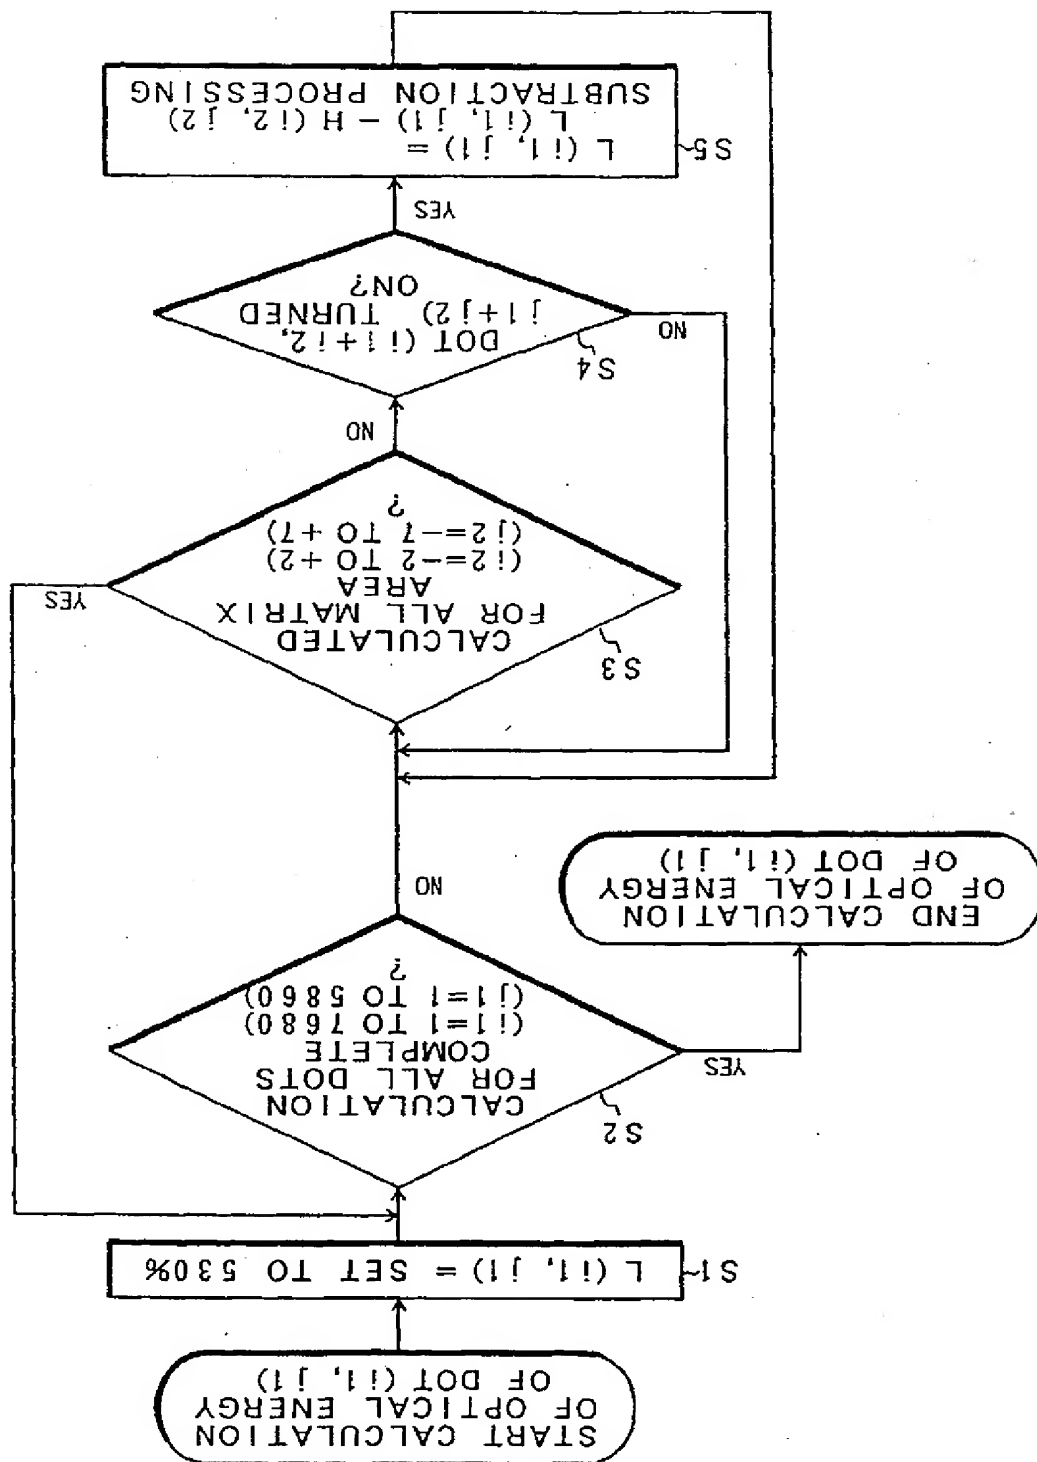 START CALCULATION
OF OPTICAL ENERGY
OF DOT (i1, j1)
S1
L (i1, j1) = SET TO 530%
S2
CALCULATION
FOR ALL DOTS
COMPLETE
(i1=1 TO 7680)
(j1=1 TO 5860)
?
YES
NO
END CALCULATION
OF OPTICAL ENERGY
OF DOT (i1, j1)
S3
CALCULATED
FOR ALL MATRIX
AREA
(i2=-2 TO +2)
(j2=-7 TO +7)
?
YES
NO
S4
DOT (i1+i2,
j1+j2) TURNED
ON?
NO
YES
S5
L (i1, j1) =
L (i1, j1) - H (i2, j2)
SUBTRACTION PROCESSING